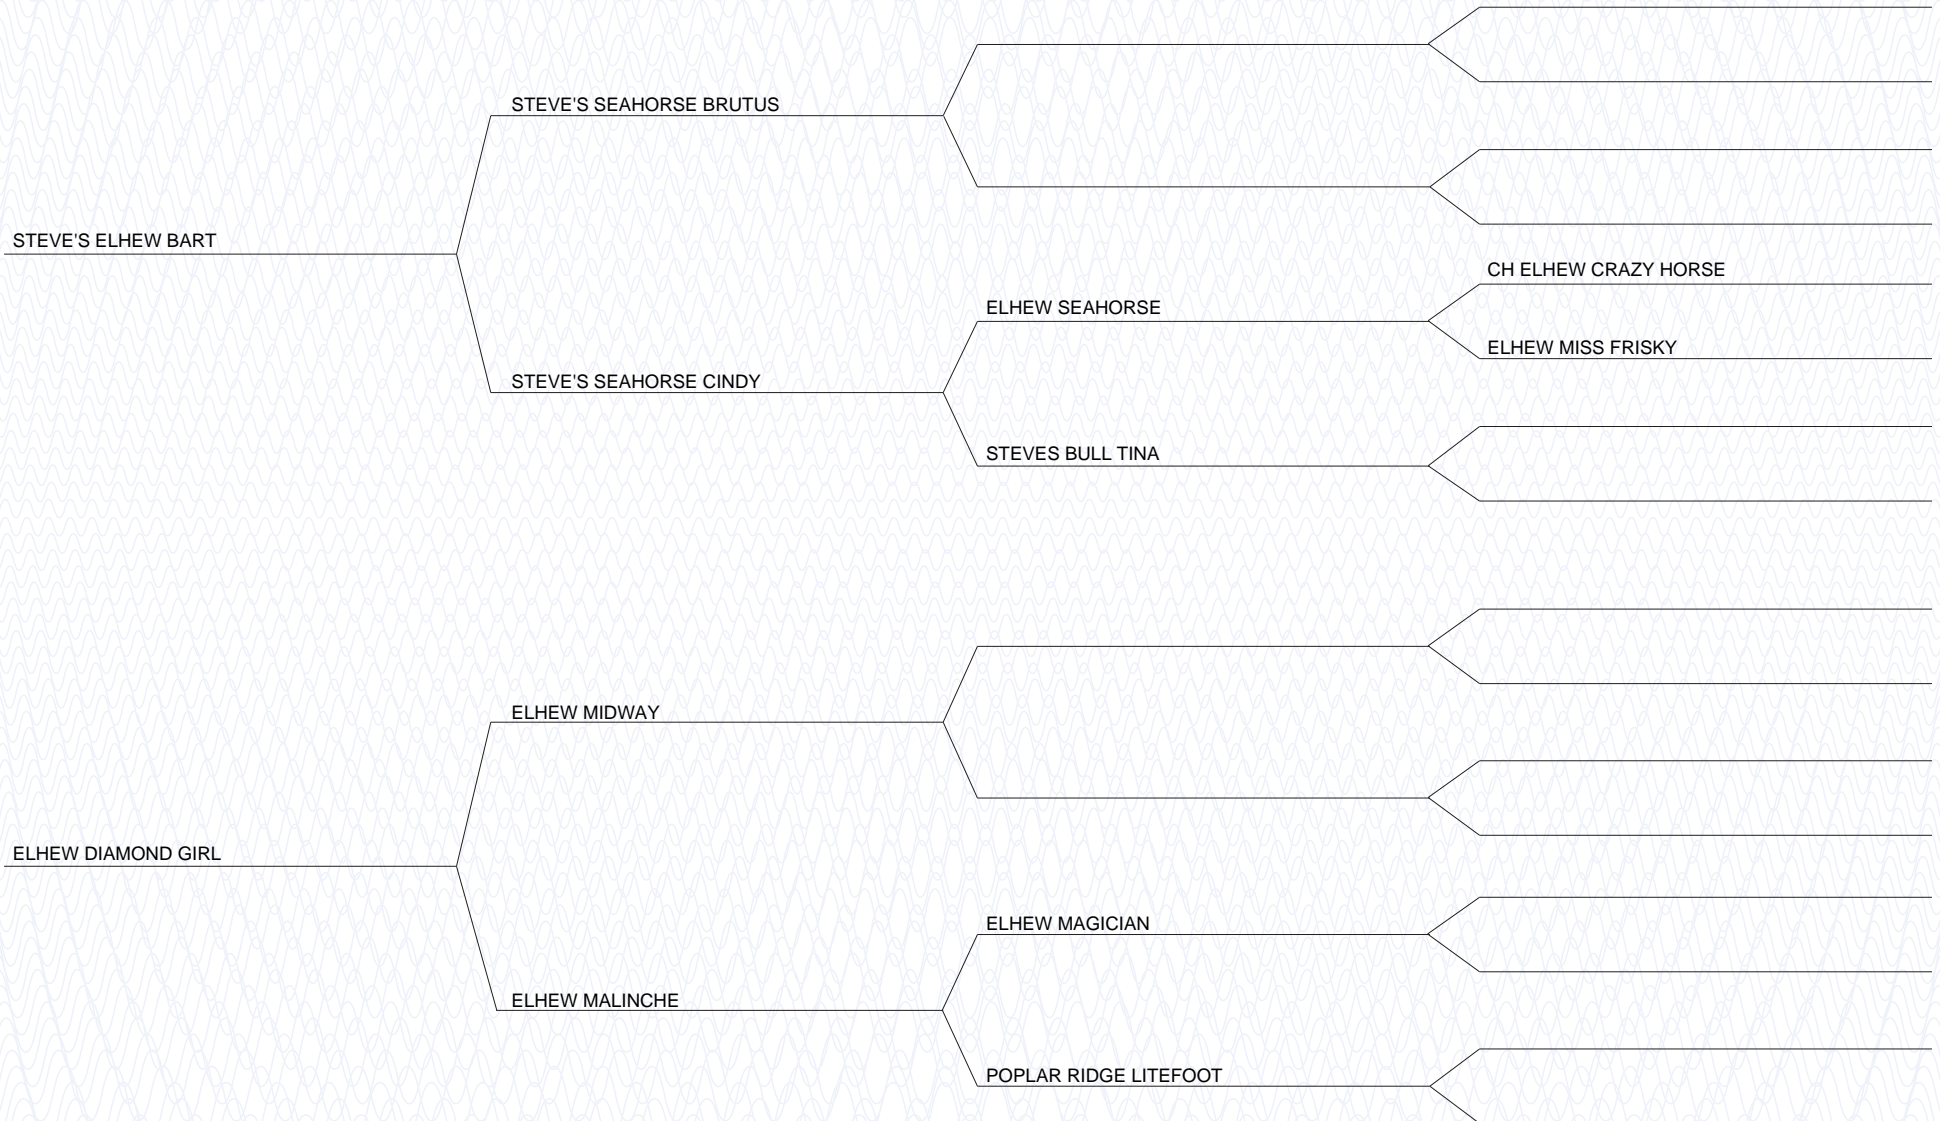 STEVE'S SEAHORSE BRUTUS
STEVE'S ELHEW BART
CH ELHEW CRAZY HORSE
ELHEW SEAHORSE
ELHEW MISS FRISKY
STEVE'S SEAHORSE CINDY
STEVES BULL TINA
ELHEW MIDWAY
ELHEW DIAMOND GIRL
ELHEW MAGICIAN
ELHEW MALINCHE
POPLAR RIDGE LITEFOOT